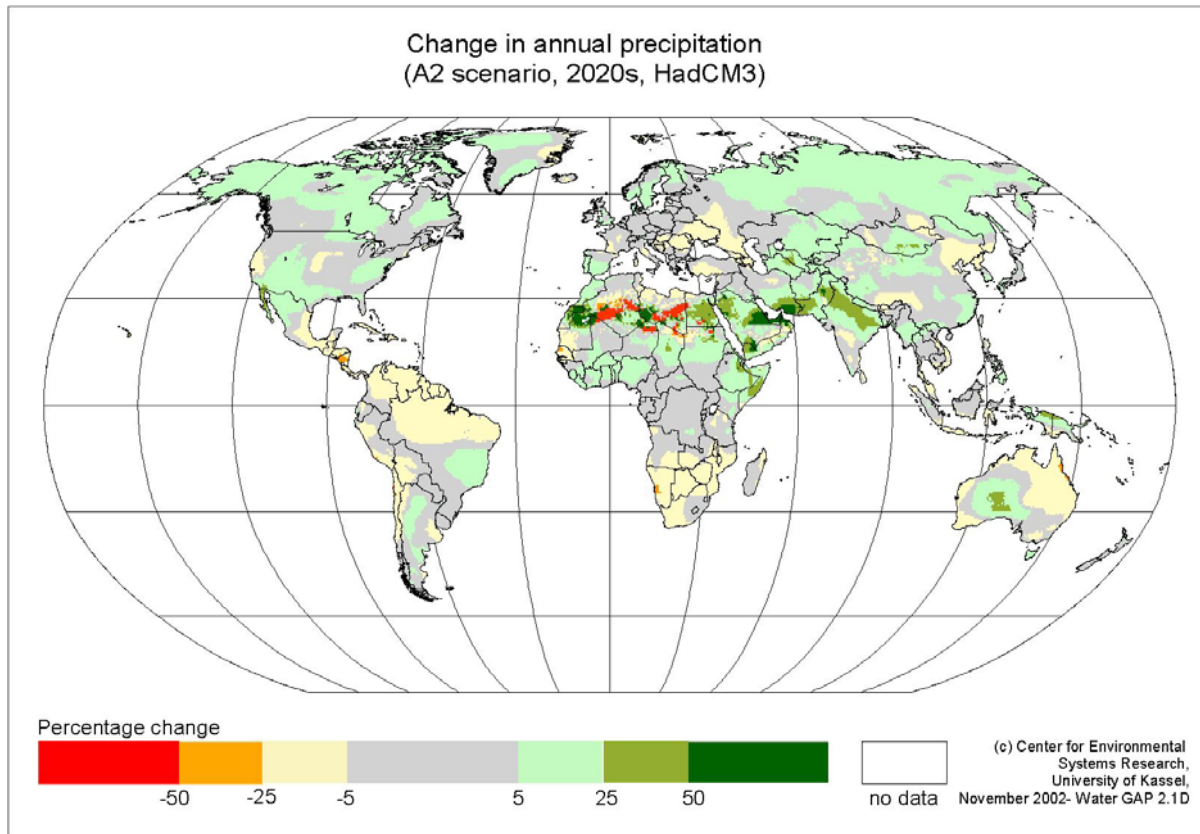 Change in annual precipitation
(A2 scenario, 2020s, HadCM3)
Percentage change
-50
-25
-5
5
25
50
no data
(c) Center for Environmental
Systems Research,
University of Kassel,
November 2002- Water GAP 2.1D